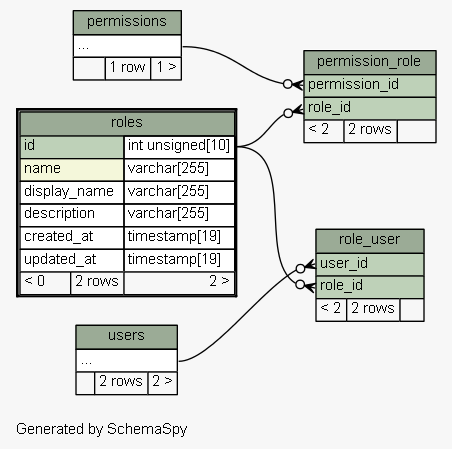 permissions
...
1 row 1 >
permission_role
permission_id
role_id
< 2 2 rows
roles
id int unsigned[10]
name varchar[255]
display_name varchar[255]
description varchar[255]
created_at timestamp[19]
updated_at timestamp[19]
< 0 2 rows 2 >
role_user
user_id
role_id
< 2 2 rows
users
...
2 rows 2 >
Generated by SchemaSpy